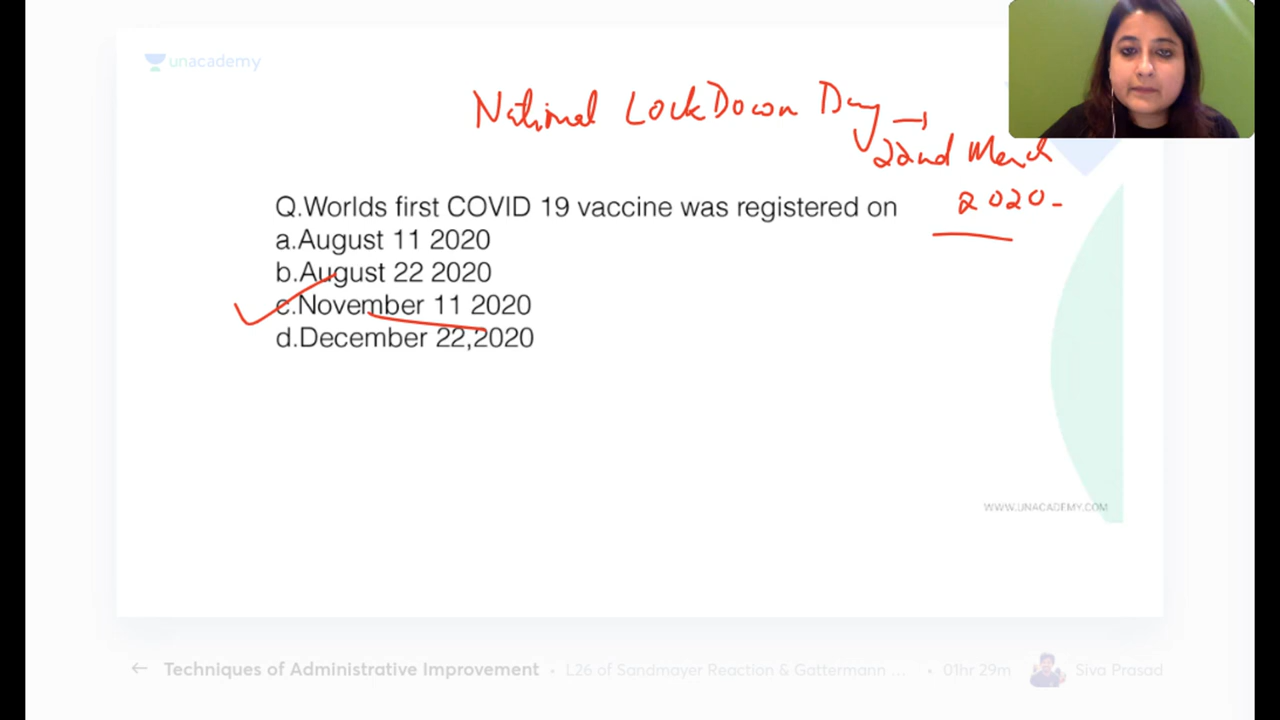 unacademy
National LockDown Day →
22nd March
2020-
Q.Worlds first COVID 19 vaccine was registered on
a.August 11 2020
b.August 22 2020
c.November 11 2020
d.December 22,2020
WWW.UNACADEMY.COM
← Techniques of Administrative Improvement • L26 of Sandmayer Reaction & Gattermann ... • 01hr 29m Siva Prasad